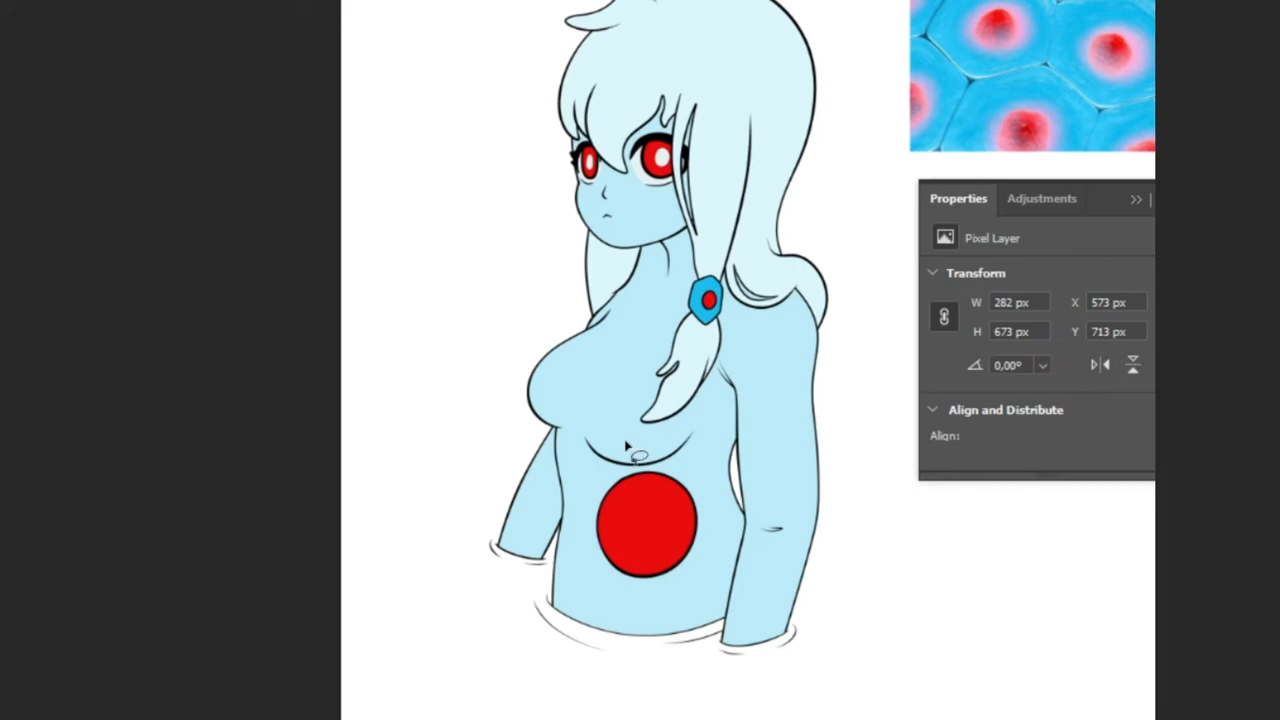 Properties Adjustments
Pixel Layer
Transform
W 282 px X 573 px
H 673 px Y 713 px
0,00°
Align and Distribute
Align: